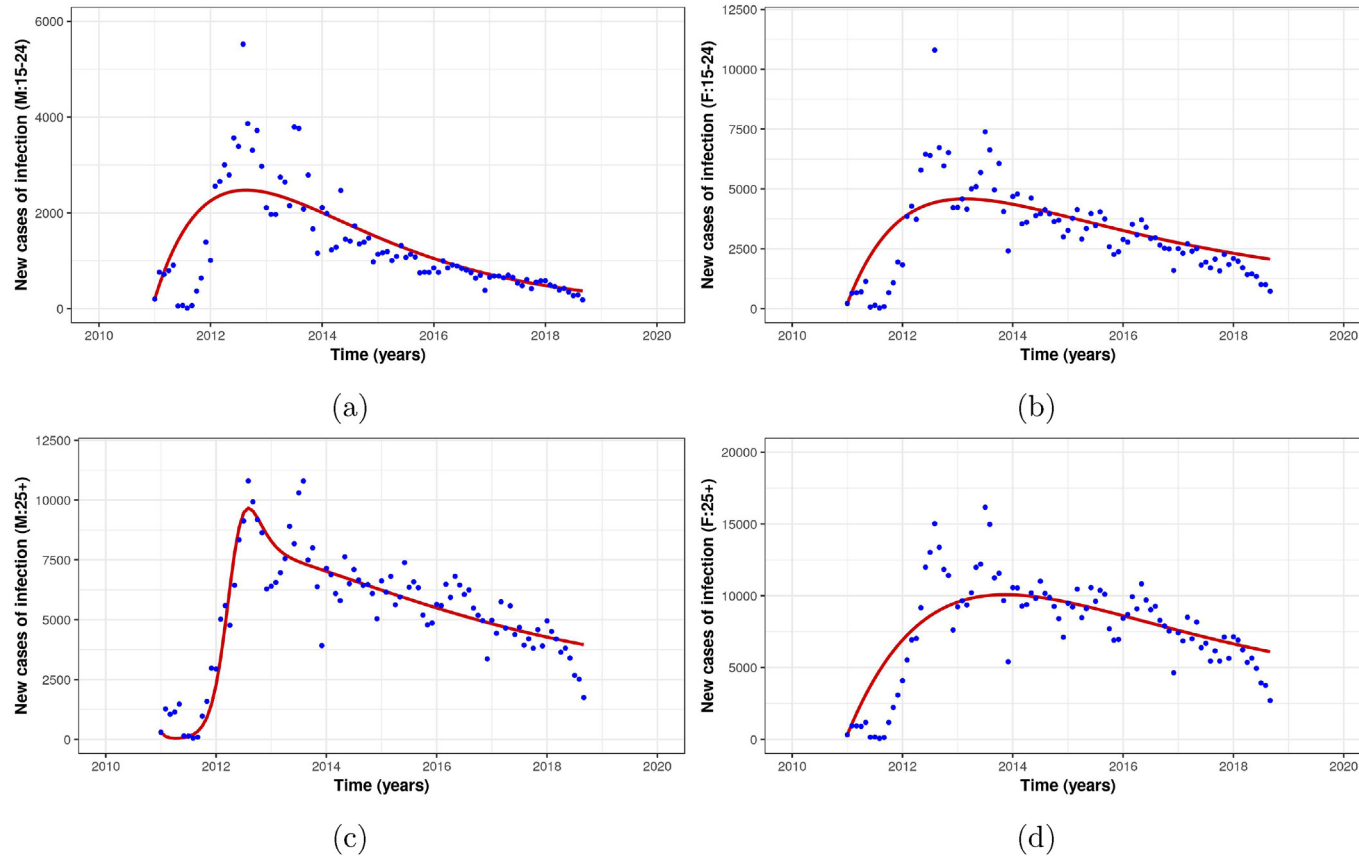 New cases of infection (M:15-24)
6000
4000
2000
0
2010 2012 2014 2016 2018 2020
Time (years)
(a)
New cases of infection (F:15-24)
12500
10000
7500
5000
2500
0
2010 2012 2014 2016 2018 2020
Time (years)
(b)
New cases of infection (M:25+)
12500
10000
7500
5000
2500
0
2010 2012 2014 2016 2018 2020
Time (years)
(c)
New cases of infection (F:25+)
20000
15000
10000
5000
0
2010 2012 2014 2016 2018 2020
Time (years)
(d)